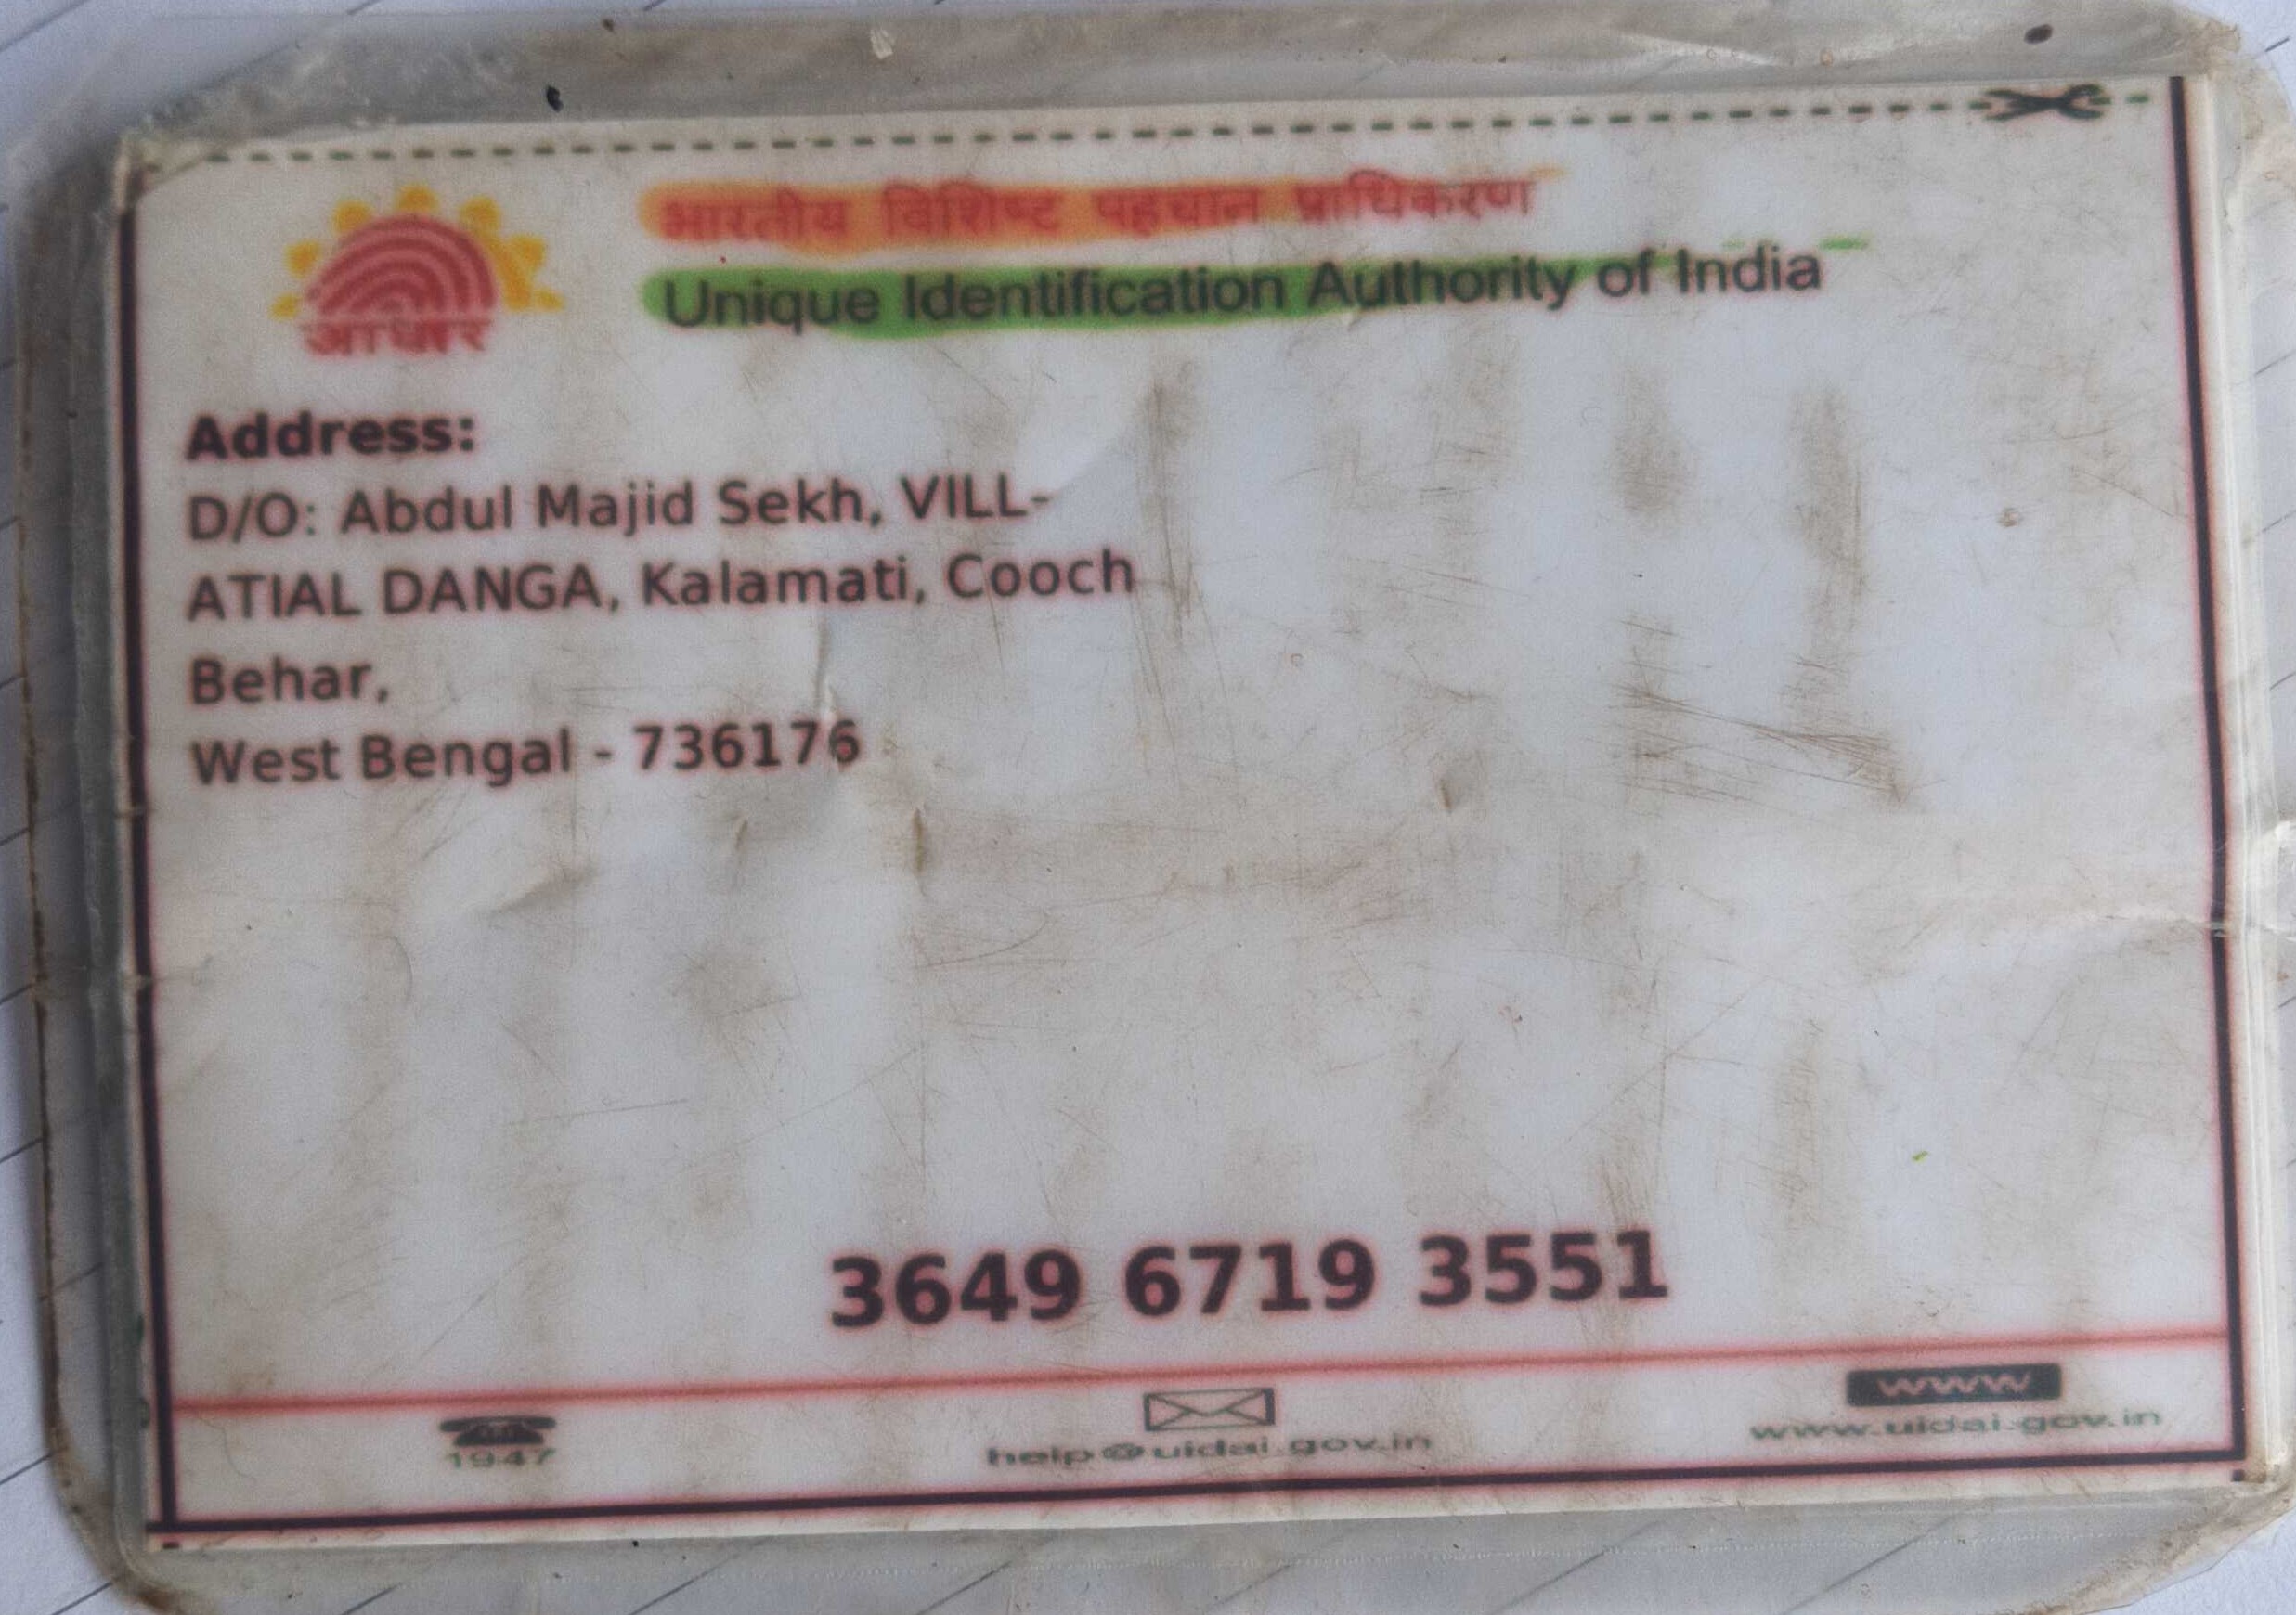 भारतीय विशिष्ट पहचान प्राधिकरण
Unique Identification Authority of India
आधार
Address:
D/O: Abdul Majid Sekh, VILL-
ATIAL DANGA, Kalamati, Cooch
Behar,
West Bengal - 736176
3649 6719 3551
1947
help@uidai.gov.in
www
www.uidai.gov.in